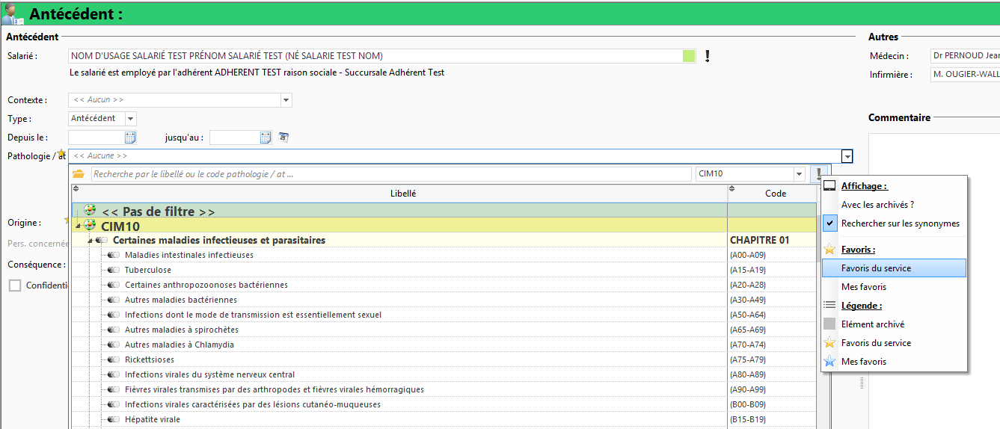 Antécédent :
Antécédent
Autres
Salarié :
NOM D'USAGE SALARIÉ TEST PRÉNOM SALARIÉ TEST (NÉ SALARIE TEST NOM)
!
Médecin :
Dr PERNOUD Jear
Le salarié est employé par l'adhérent ADHERENT TEST raison sociale - Succursale Adhérent Test
Infirmière :
M. OUGIER-WALL
Contexte :
<< Aucun >>
Type :
Antécédent
Commentaire
Depuis le :
jusqu'au :
Pathologie / at
<< Aucune >>
Recherche par le libellé ou le code pathologie / at ...
CIM10
!
Libellé
Code
<< Pas de filtre >>
CIM10
Certaines maladies infectieuses et parasitaires
CHAPITRE 01
Maladies intestinales infectieuses
(A00-A09)
Tuberculose
(A15-A19)
Certaines anthropozoonoses bactériennes
(A20-A28)
Autres maladies bactériennes
(A30-A49)
Infections dont le mode de transmission est essentiellement sexuel
(A50-A64)
Autres maladies à spirochètes
(A65-A69)
Autres maladies à Chlamydia
(A70-A74)
Rickettsioses
(A75-A79)
Infections virales du système nerveux central
(A80-A89)
Fièvres virales transmises par des arthropodes et fièvres virales hémorragiques
(A90-A99)
Infections virales caractérisées par des lésions cutanéo-muqueuses
(B00-B09)
Hépatite virale
(B15-B19)
Origine :
Pers. concernée
Conséquence :
Confidenti
Affichage :
Avec les archivés ?
Rechercher sur les synonymes
Favoris :
Favoris du service
Mes favoris
Légende :
Elément archivé
Favoris du service
Mes favoris